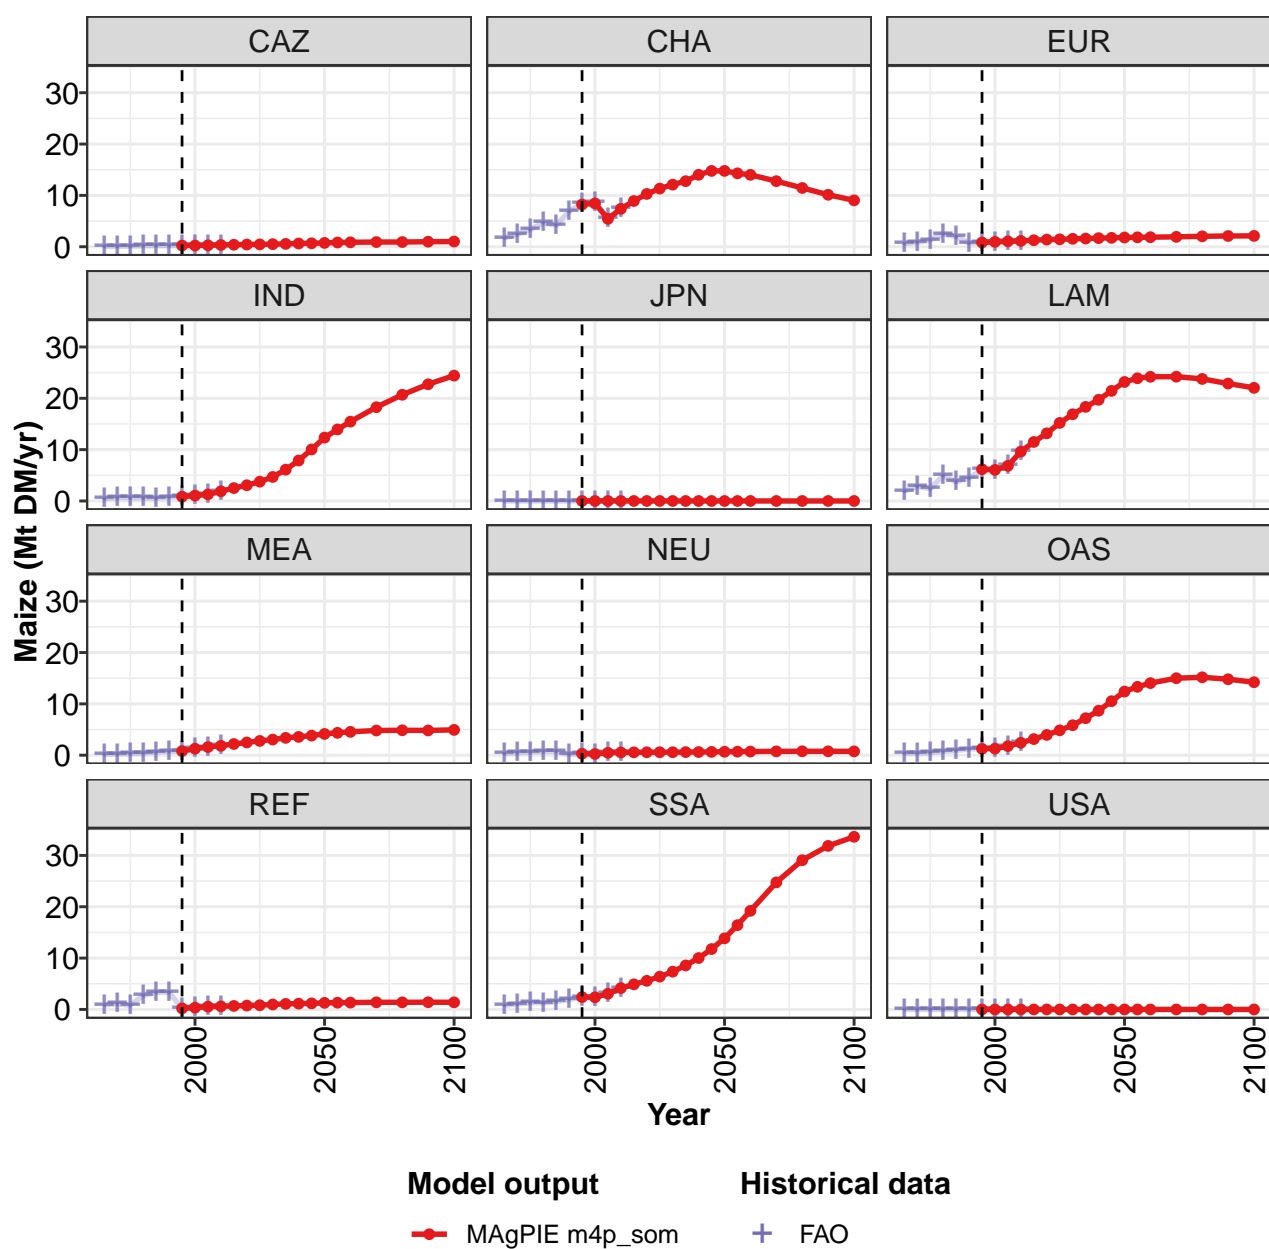 CAZ CHA EUR
30
20
10
0
IND JPN LAM
30
20
10
0
MEA NEU OAS
30
20
10
0
REF SSA USA
30
20
10
0
Maize (Mt DM/yr)
2000 2050 2100 2000 2050 2100 2000 2050 2100
Year
Model output Historical data
MAgPIE m4p_som FAO